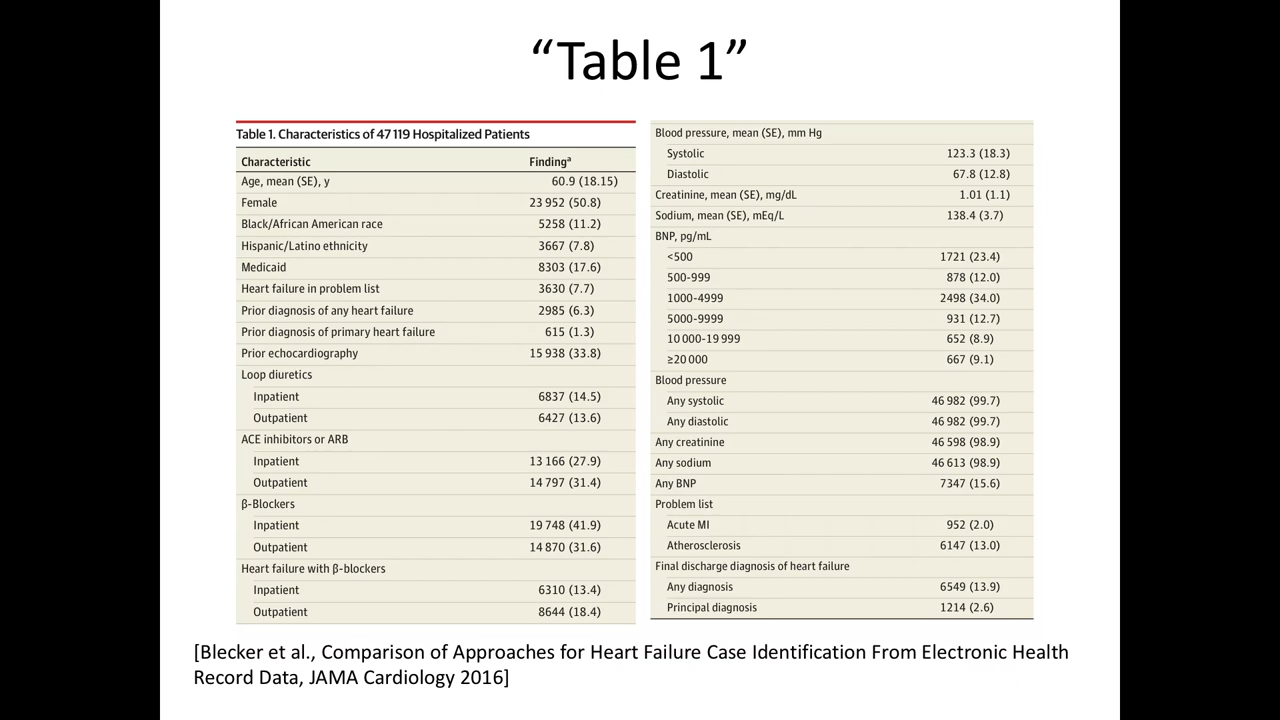 “Table 1”
Table 1. Characteristics of 47 119 Hospitalized Patients
Characteristic Findingᵃ
Age, mean (SE), y 60.9 (18.15)
Female 23 952 (50.8)
Black/African American race 5258 (11.2)
Hispanic/Latino ethnicity 3667 (7.8)
Medicaid 8303 (17.6)
Heart failure in problem list 3630 (7.7)
Prior diagnosis of any heart failure 2985 (6.3)
Prior diagnosis of primary heart failure 615 (1.3)
Prior echocardiography 15 938 (33.8)
Loop diuretics
Inpatient 6837 (14.5)
Outpatient 6427 (13.6)
ACE inhibitors or ARB
Inpatient 13 166 (27.9)
Outpatient 14 797 (31.4)
β-Blockers
Inpatient 19 748 (41.9)
Outpatient 14 870 (31.6)
Heart failure with β-blockers
Inpatient 6310 (13.4)
Outpatient 8644 (18.4)
Blood pressure, mean (SE), mm Hg
Systolic 123.3 (18.3)
Diastolic 67.8 (12.8)
Creatinine, mean (SE), mg/dL 1.01 (1.1)
Sodium, mean (SE), mEq/L 138.4 (3.7)
BNP, pg/mL
<500 1721 (23.4)
500-999 878 (12.0)
1000-4999 2498 (34.0)
5000-9999 931 (12.7)
10 000-19 999 652 (8.9)
≥20 000 667 (9.1)
Blood pressure
Any systolic 46 982 (99.7)
Any diastolic 46 982 (99.7)
Any creatinine 46 598 (98.9)
Any sodium 46 613 (98.9)
Any BNP 7347 (15.6)
Problem list
Acute MI 952 (2.0)
Atherosclerosis 6147 (13.0)
Final discharge diagnosis of heart failure
Any diagnosis 6549 (13.9)
Principal diagnosis 1214 (2.6)
[Blecker et al., Comparison of Approaches for Heart Failure Case Identification From Electronic Health
Record Data, JAMA Cardiology 2016]